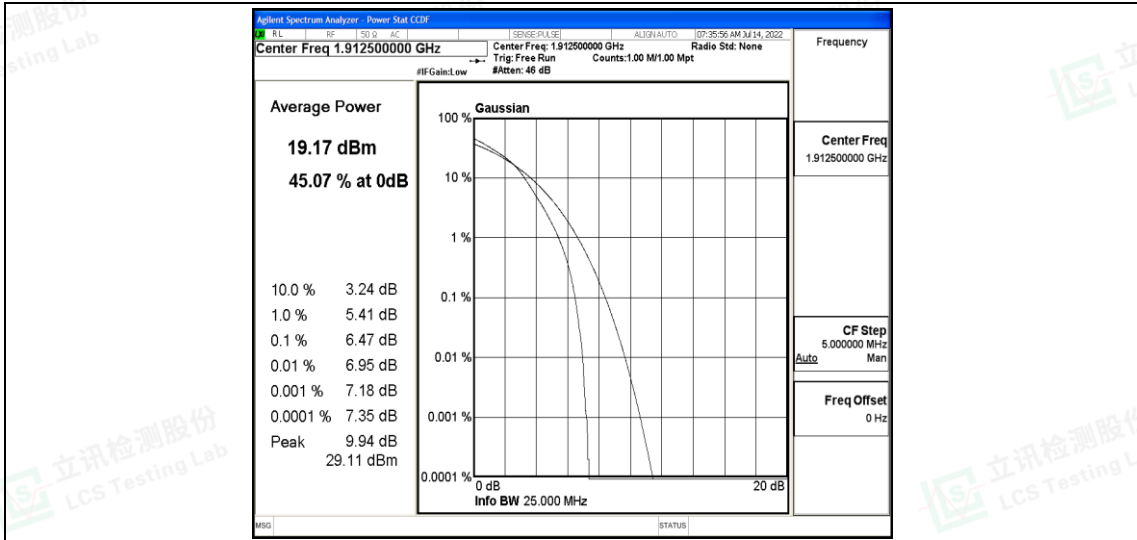 Agilent Spectrum Analyzer - Power Stat CCDF
RL RF 50 Ω AC SENSE:PULSE ALIGN AUTO 07:35:56 AM Jul 14, 2022
Center Freq 1.912500000 GHz
Center Freq: 1.912500000 GHz Radio Std: None
Trig: Free Run Counts:1.00 M/1.00 Mpt
#IFGain:Low #Atten: 46 dB
Frequency
Average Power
19.17 dBm
45.07 % at 0dB
10.0 % 3.24 dB
1.0 % 5.41 dB
0.1 % 6.47 dB
0.01 % 6.95 dB
0.001 % 7.18 dB
0.0001 % 7.35 dB
Peak 9.94 dB
29.11 dBm
Gaussian
100 %
10 %
1 %
0.1 %
0.01 %
0.001 %
0.0001 %
0 dB 20 dB
Info BW 25.000 MHz
Center Freq
1.912500000 GHz
CF Step
5.000000 MHz
Auto Man
Freq Offset
0 Hz
MSG STATUS
立讯检测股份
LCS Testing Lab
立讯检测股份
LCS Testing L
测股份
sting Lab
立